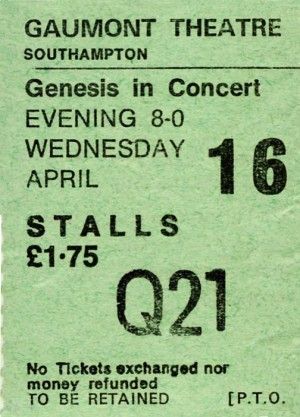 GAUMONT THEATRE
SOUTHAMPTON
Genesis in Concert
EVENING 8-0
WEDNESDAY
APRIL 16
STALLS
£1·75
Q21
No Tickets exchanged nor
money refunded
TO BE RETAINED [P.T.O.